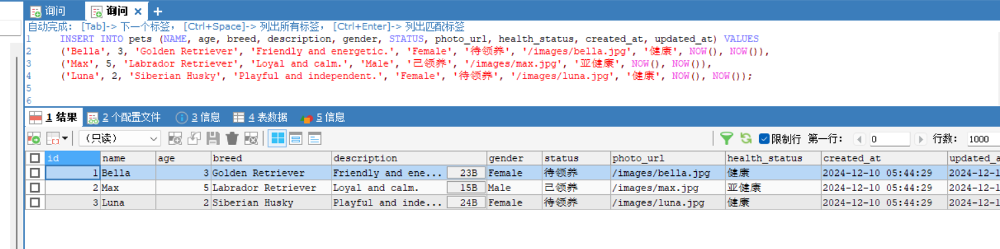 询问 询问 × +
自动完成: [Tab]-> 下一个标签, [Ctrl+Space]-> 列出所有标签, [Ctrl+Enter]-> 列出匹配标签
1 INSERT INTO pets (NAME, age, breed, description, gender, STATUS, photo_url, health_status, created_at, updated_at) VALUES
2 ('Bella', 3, 'Golden Retriever', 'Friendly and energetic.', 'Female', '待领养', '/images/bella.jpg', '健康', NOW(), NOW()),
3 ('Max', 5, 'Labrador Retriever', 'Loyal and calm.', 'Male', '已领养', '/images/max.jpg', '亚健康', NOW(), NOW()),
4 ('Luna', 2, 'Siberian Husky', 'Playful and independent.', 'Female', '待领养', '/images/luna.jpg', '健康', NOW(), NOW());
5
6
1 结果 2 个配置文件 3 信息 4 表数据 5 信息
(只读) 限制行 第一行: 0 行数: 1000
id name age breed description gender status photo_url health_status created_at updated_a
1 Bella 3 Golden Retriever Friendly and ene... 23B Female 待领养 /images/bella.jpg 健康 2024-12-10 05:44:29 2024-12-1
2 Max 5 Labrador Retriever Loyal and calm. 15B Male 已领养 /images/max.jpg 亚健康 2024-12-10 05:44:29 2024-12-1
3 Luna 2 Siberian Husky Playful and inde... 24B Female 待领养 /images/luna.jpg 健康 2024-12-10 05:44:29 2024-12-1